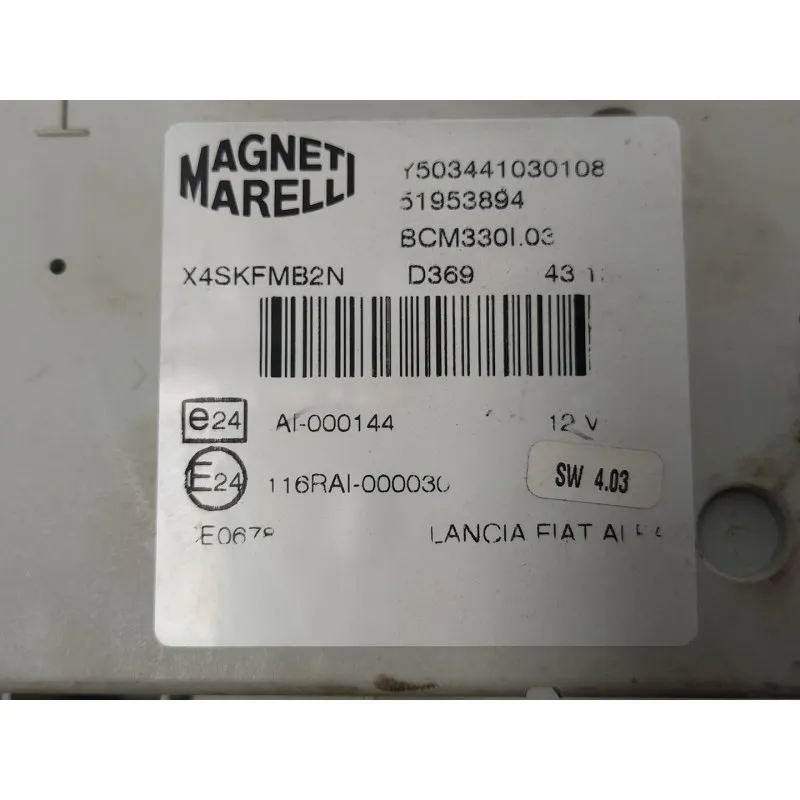 MAGNETI
MARELLI
Y503441030108
51953894
BCM330I.03
X4SKFMB2N D369 43
e24 AI-000144 12 V
E24 116RAI-000030
SW 4.03
LANCIA FIAT